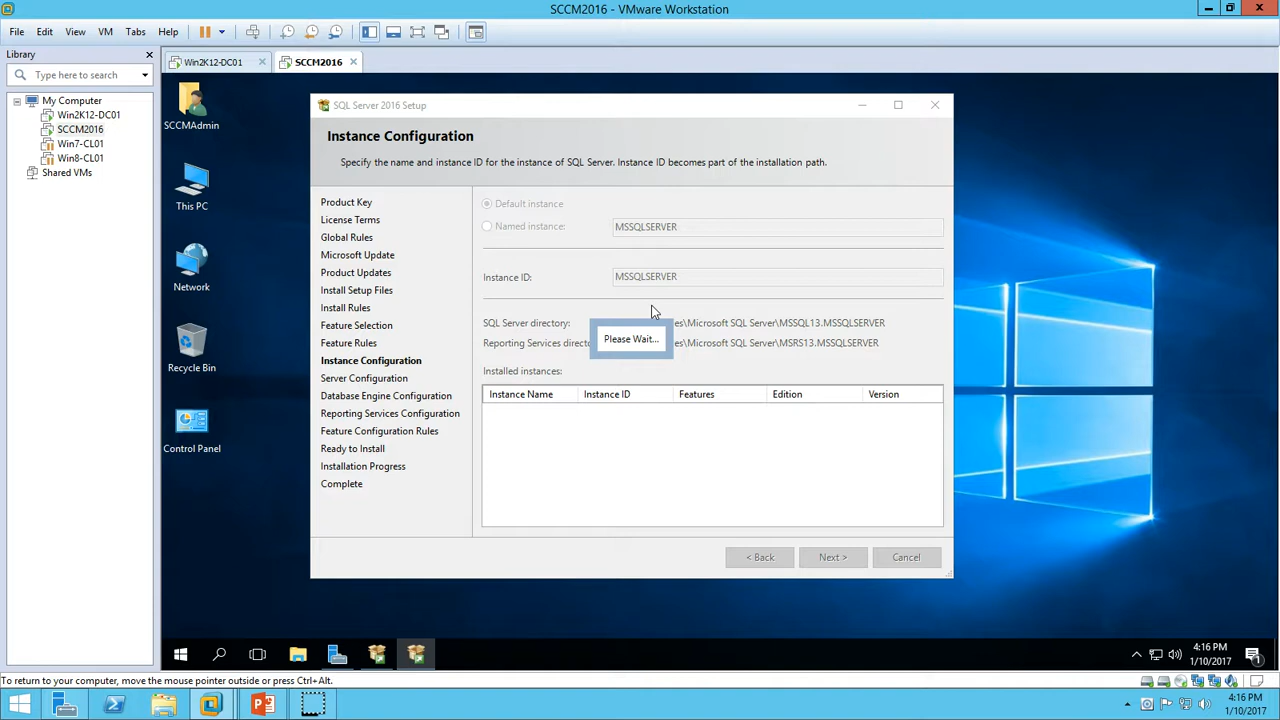 SCCM2016 - VMware Workstation
File Edit View VM Tabs Help
Library
Type here to search
My Computer
Win2K12-DC01
SCCM2016
Win7-CL01
Win8-CL01
Shared VMs
Win2K12-DC01
SCCM2016
SCCMAdmin
This PC
Network
Recycle Bin
Control Panel
SQL Server 2016 Setup
Instance Configuration
Specify the name and instance ID for the instance of SQL Server. Instance ID becomes part of the installation path.
Product Key
License Terms
Global Rules
Microsoft Update
Product Updates
Install Setup Files
Install Rules
Feature Selection
Feature Rules
Instance Configuration
Server Configuration
Database Engine Configuration
Reporting Services Configuration
Feature Configuration Rules
Ready to Install
Installation Progress
Complete
Default instance
Named instance: MSSQLSERVER
Instance ID: MSSQLSERVER
SQL Server directory: es\Microsoft SQL Server\MSSQL13.MSSQLSERVER
Reporting Services directo es\Microsoft SQL Server\MSRS13.MSSQLSERVER
Please Wait...
Installed instances:
Instance Name Instance ID Features Edition Version
< Back Next > Cancel
4:16 PM
1/10/2017
1
To return to your computer, move the mouse pointer outside or press Ctrl+Alt.
4:16 PM
1/10/2017